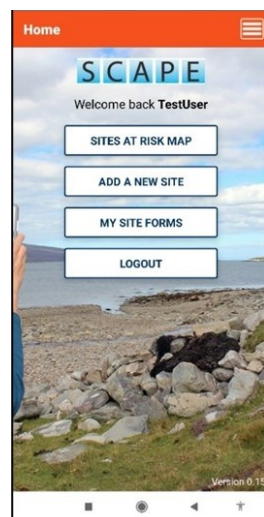 Home
SCAPE
Welcome back TestUser
SITES AT RISK MAP
ADD A NEW SITE
MY SITE FORMS
LOGOUT
Version 0.15